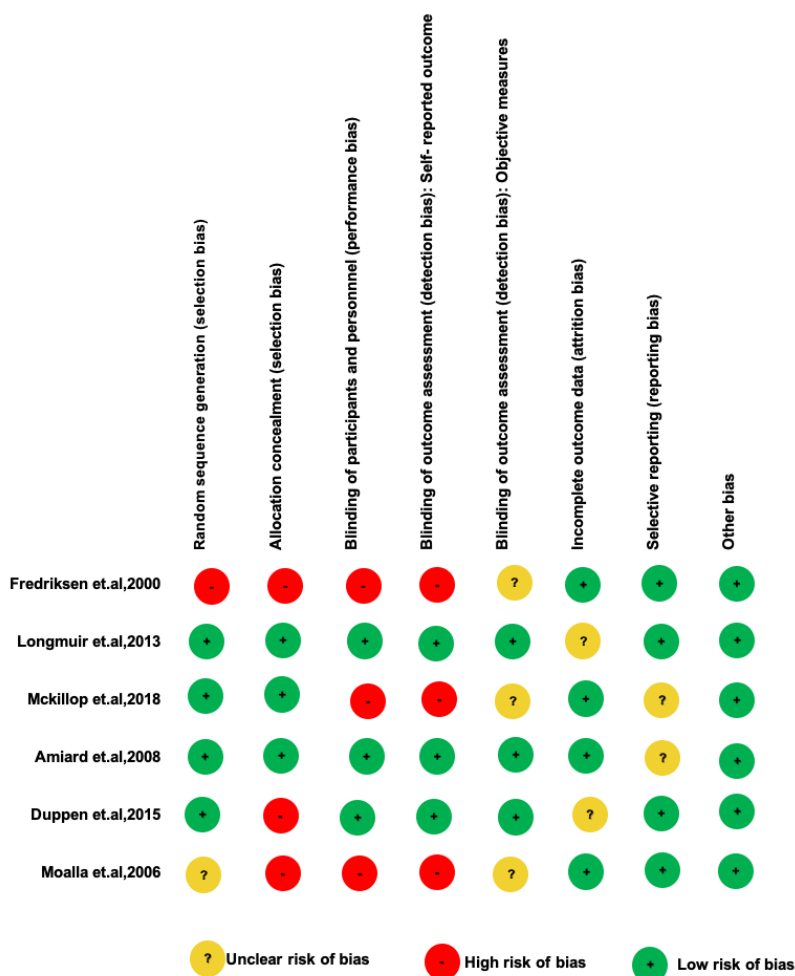 Random sequence generation (selection bias)
Allocation concealment (selection bias)
Blinding of participants and personnnel (performance bias)
Blinding of outcome assessment (detection bias): Self- reported outcome
Blinding of outcome assessment (detection bias): Objective measures
Incomplete outcome data (attrition bias)
Selective reporting (reporting bias)
Other bias
Fredriksen et.al,2000 - - - - ? + + +
Longmuir et.al,2013 + + + + + ? + +
Mckillop et.al,2018 + + - - ? + ? +
Amiard et.al,2008 + + + + + + ? +
Duppen et.al,2015 + - + + + ? + +
Moalla et.al,2006 ? - - - ? + + +
? Unclear risk of bias - High risk of bias + Low risk of bias